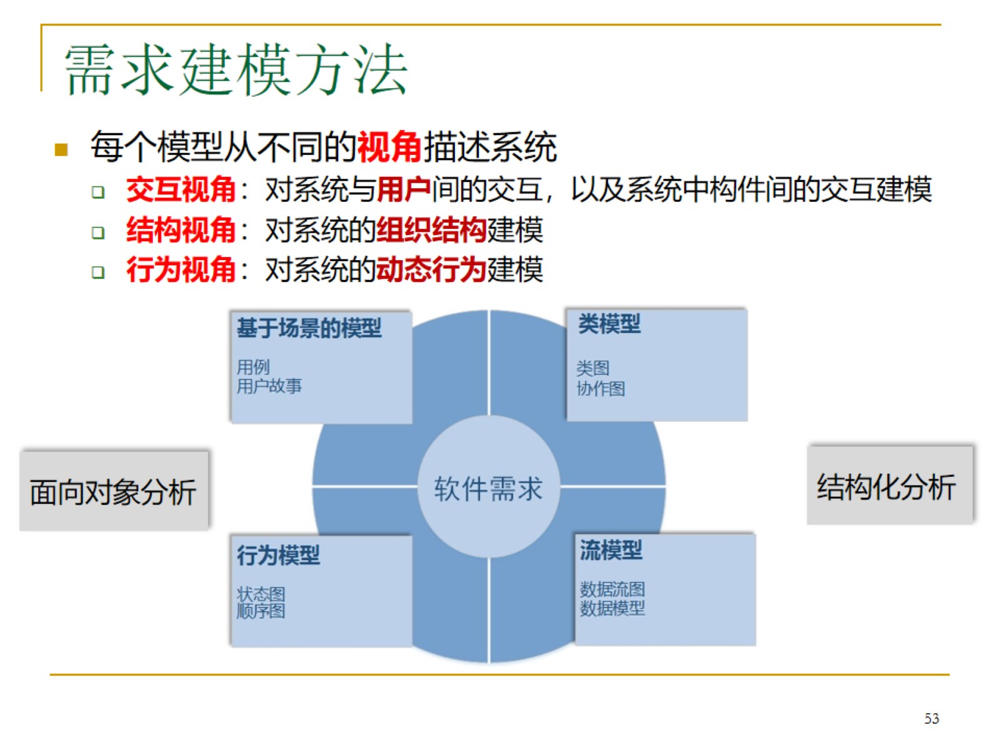 需求建模方法
每个模型从不同的视角描述系统
交互视角：对系统与用户间的交互，以及系统中构件间的交互建模
结构视角：对系统的组织结构建模
行为视角：对系统的动态行为建模
基于场景的模型
用例
用户故事
类模型
类图
协作图
面向对象分析
软件需求
结构化分析
行为模型
状态图
顺序图
流模型
数据流图
数据模型
53